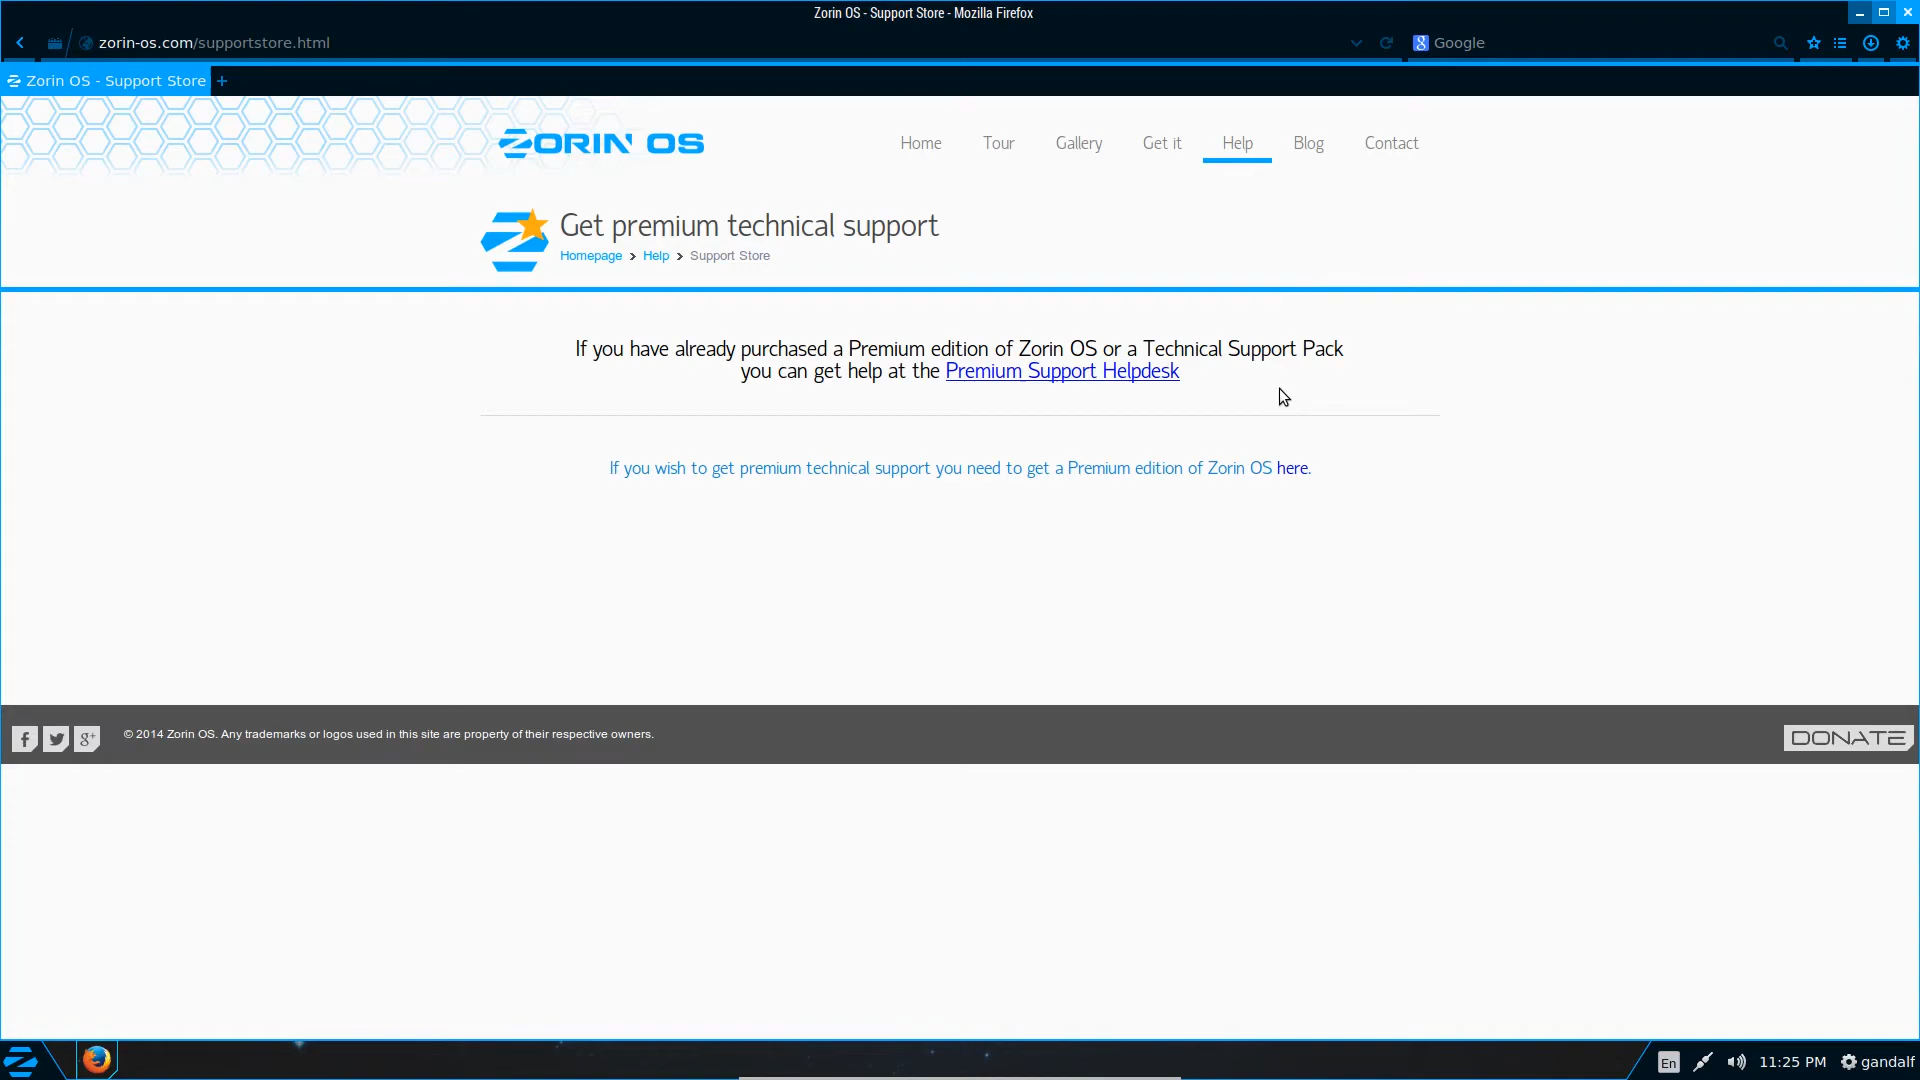 Zorin OS - Support Store - Mozilla Firefox
zorin-os.com/supportstore.html
Google
Zorin OS - Support Store
ZORIN OS
Home Tour Gallery Get it Help Blog Contact
Get premium technical support
Homepage > Help > Support Store
If you have already purchased a Premium edition of Zorin OS or a Technical Support Pack
you can get help at the Premium Support Helpdesk
If you wish to get premium technical support you need to get a Premium edition of Zorin OS here.
© 2014 Zorin OS. Any trademarks or logos used in this site are property of their respective owners.
DONATE
En 11:25 PM gandalf